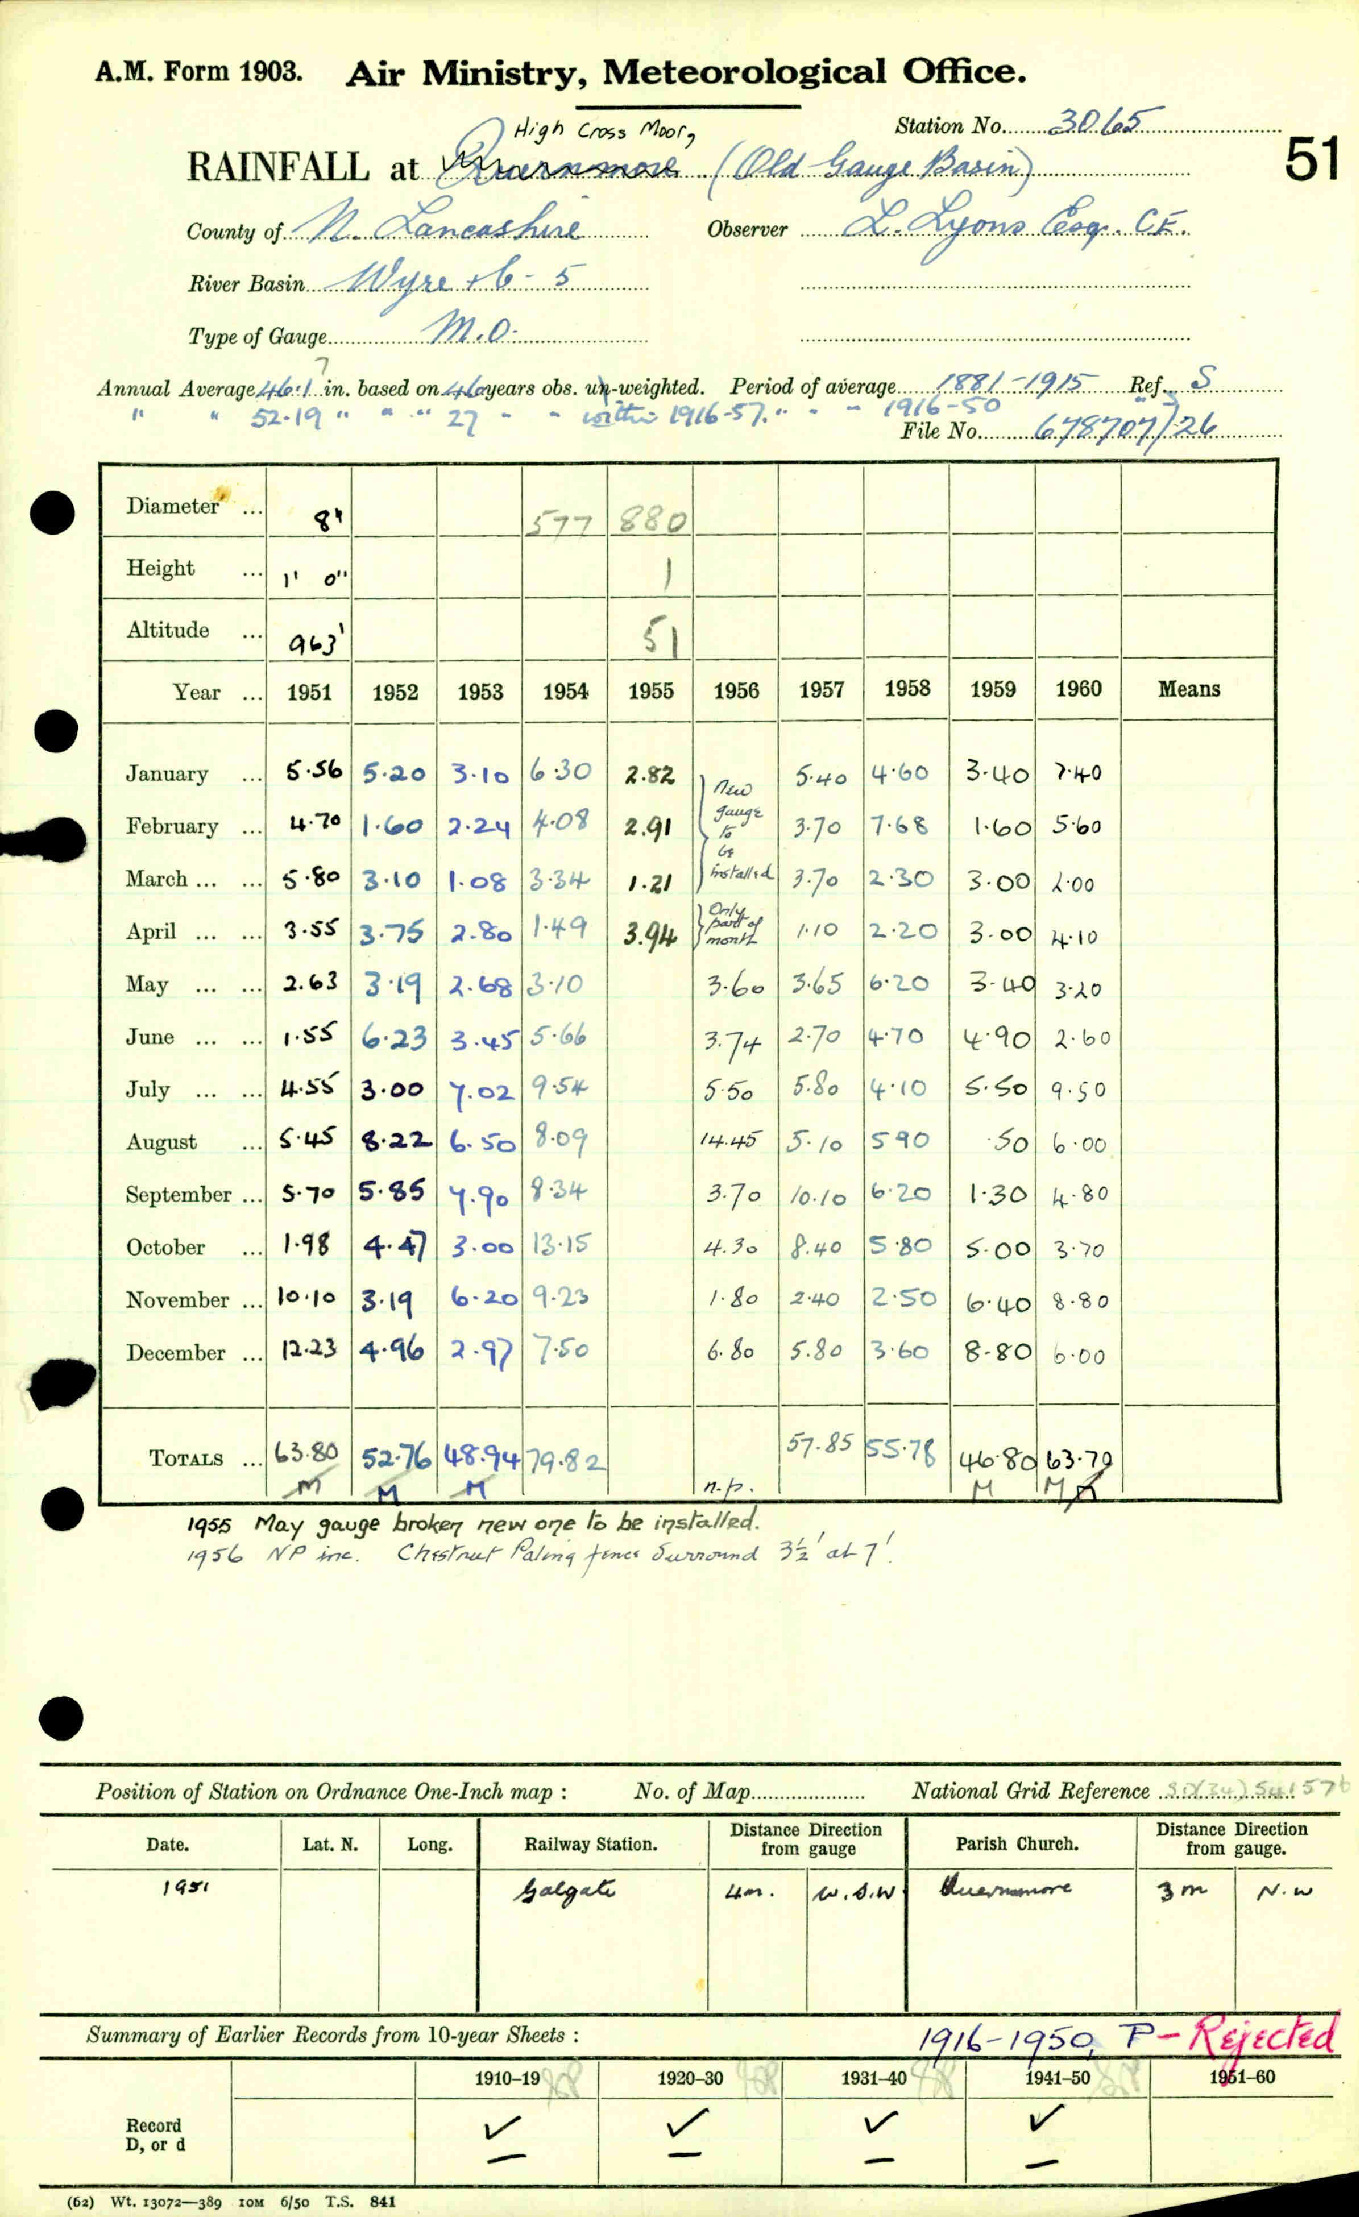 A.M. Form 1903. Air Ministry, Meteorological Office.
Station No. 3065
51
High Cross Moor,
RAINFALL at Quernmore (Old Gauge Basin)
County of N. Lancashire Observer L. Lyons Esq. C.E.
River Basin Wyre +6 - 5
Type of Gauge M.O.
Annual Average 46.1 in. based on 46 years obs. un-weighted. Period of average 1881-1915 Ref. S
" " 52.19 " " " 27 " " within 1916-57. " " " 1916-50
File No. 678707/26
Diameter ... 8" 577 880
Height ... 1' 0" 1
Altitude ... 963' 51
Year ... 1951 1952 1953 1954 1955 1956 1957 1958 1959 1960 Means
January ... 5.56 5.20 3.10 6.30 2.82 New 5.40 4.60 3.40 7.40
February ... 4.70 1.60 2.24 4.08 2.91 gauge to be 3.70 7.68 1.60 5.60
March ... ... 5.80 3.10 1.08 3.34 1.21 installed 3.70 2.30 3.00 2.00
April ... ... 3.55 3.75 2.80 1.49 3.94 Only part of month 1.10 2.20 3.00 4.10
May ... ... 2.63 3.19 2.68 3.10 3.60 3.65 6.20 3.40 3.20
June ... ... 1.55 6.23 3.45 5.66 3.74 2.70 4.70 4.90 2.60
July ... ... 4.55 3.00 7.02 9.54 5.50 5.80 4.10 5.50 9.50
August ... 5.45 8.22 6.50 8.09 14.45 5.10 5 90 .50 6.00
September ... 5.70 5.85 7.90 8.34 3.70 10.10 6.20 1.30 4.80
October ... 1.98 4.47 3.00 13.15 4.30 8.40 5.80 5.00 3.70
November ... 10.10 3.19 6.20 9.23 1.80 2.40 2.50 6.40 8.80
December ... 12.23 4.96 2.97 7.50 6.80 5.80 3.60 8.80 6.00
TOTALS ... 63.80 52.76 48.94 79.82 57.85 55.78 46.80 63.70
M M M n.p. M M
1955 May gauge broken new one to be installed.
1956 NP inc. Chestnut Paling fence Surround 3½' at 7'.
Position of Station on Ordnance One-Inch map : No. of Map National Grid Reference SD(34) 541576
Date. Lat. N. Long. Railway Station. Distance from gauge Direction Parish Church. Distance from gauge. Direction
1951 Galgate 4m. W.S.W Quernmore 3m N.W
Summary of Earlier Records from 10-year Sheets : 1916-1950, P - Rejected
1910–19 1920–30 1931–40 1941–50 1951–60
Record
D, or d
(62) Wt. 13072—389 10M 6/50 T.S. 841